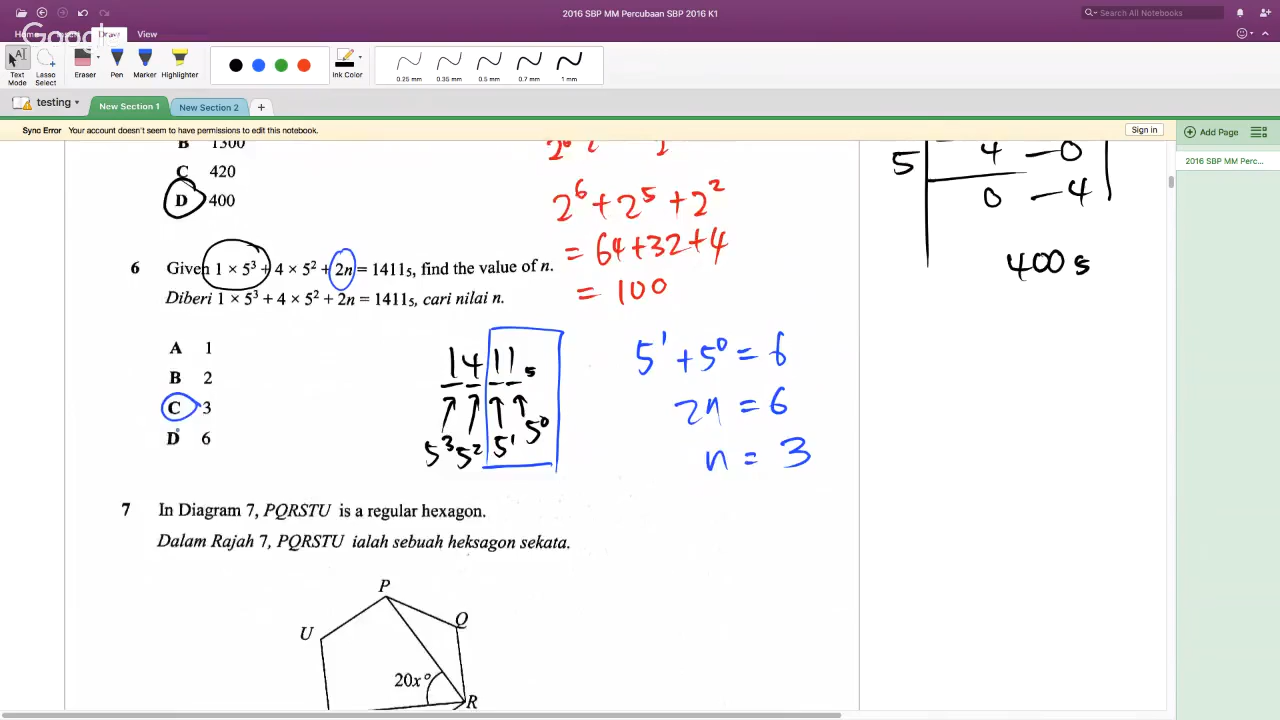 2016 SBP MM Percubaan SBP 2016 K1
Search All Notebooks
Google
Home Insert Draw View
Text Mode
Lasso Select
Eraser
Pen
Marker
Highlighter
Ink Color
0.25 mm 0.35 mm 0.5 mm 0.7 mm 1 mm
testing
New Section 1
New Section 2
+
Sync Error Your account doesn't seem to have permissions to edit this notebook.
Sign in
Add Page
2016 SBP MM Perc...
B 1300
C 420
D 400
2⁶ + 2⁵ + 2²
= 64+32+4
= 100
5 4 – 0
0 – 4
400₅
6 Given 1 × 5³ + 4 × 5² + 2n = 1411₅, find the value of n.
Diberi 1 × 5³ + 4 × 5² + 2n = 1411₅, cari nilai n.
A 1
B 2
C 3
D 6
1411₅
5³ 5² 5¹ 5⁰
5¹ + 5⁰ = 6
2n = 6
n = 3
7 In Diagram 7, PQRSTU is a regular hexagon.
Dalam Rajah 7, PQRSTU ialah sebuah heksagon sekata.
P
Q
U
20x°
R